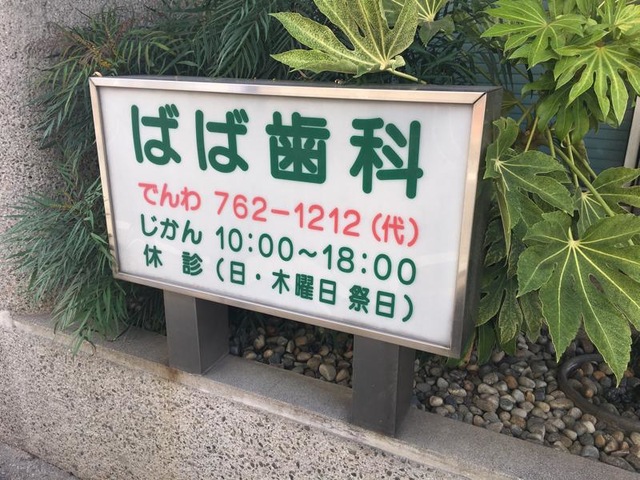 ばば歯科
でんわ 762-1212(代)
じかん 10:00～18:00
休 診 (日・木曜日 祭日)